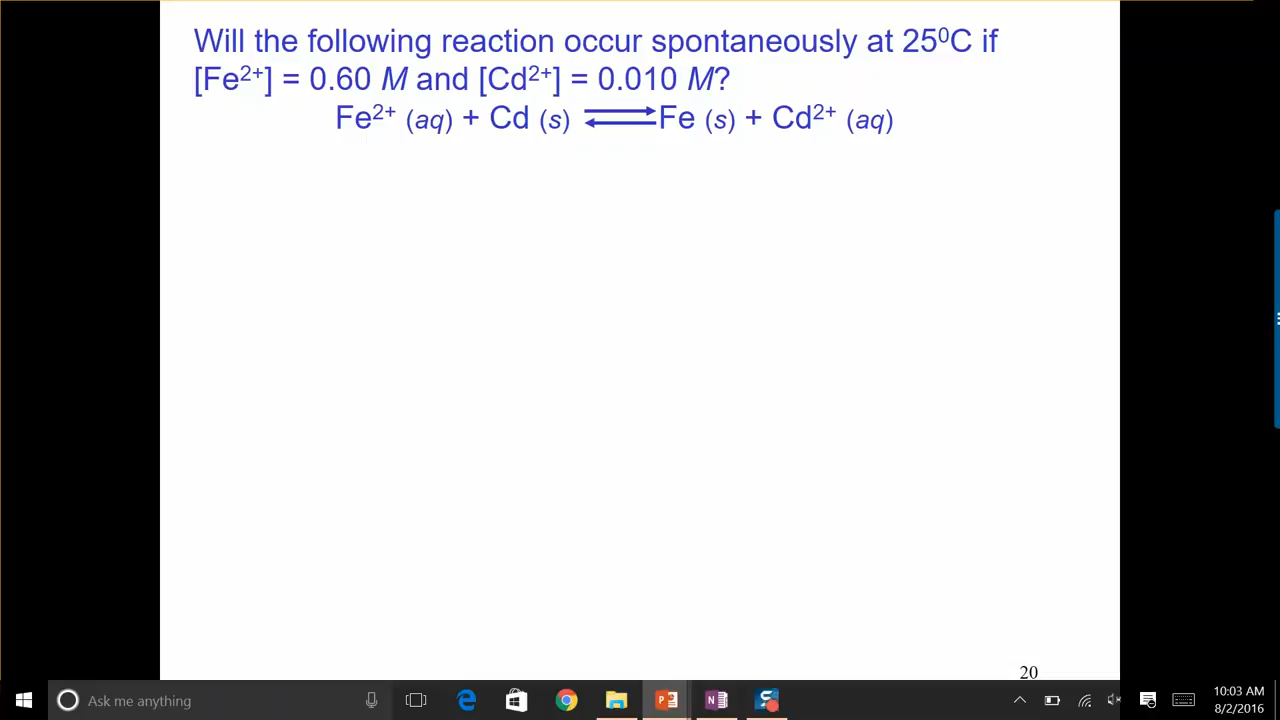 Will the following reaction occur spontaneously at 25⁰C if
[Fe²⁺] = 0.60 M and [Cd²⁺] = 0.010 M?
Fe²⁺ (aq) + Cd (s) ⇌ Fe (s) + Cd²⁺ (aq)
20
Ask me anything
10:03 AM
8/2/2016